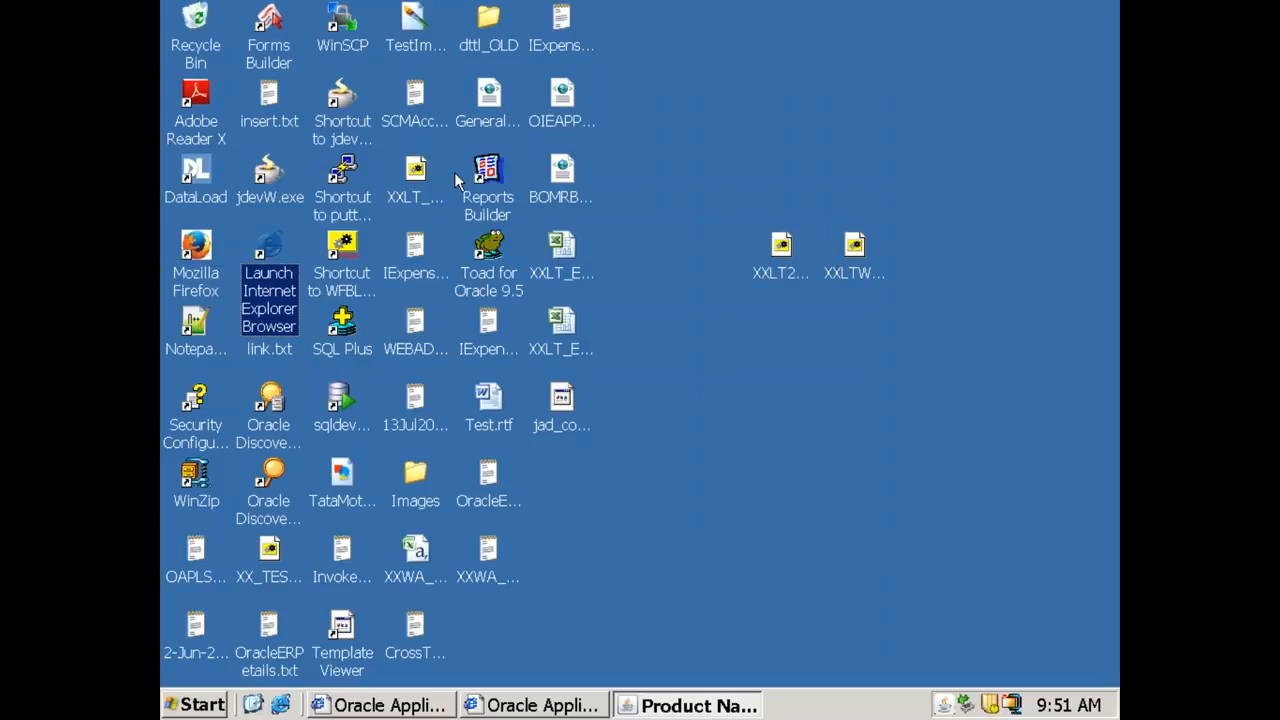 Recycle
Bin
Forms
Builder
WinSCP
TestIm...
dttl_OLD
IExpens...
Adobe
Reader X
insert.txt
Shortcut
to jdev...
SCMAcc...
General...
OIEAPP...
DataLoad
jdevW.exe
Shortcut
to putt...
XXLT_...
Reports
Builder
BOMRB...
Mozilla
Firefox
Launch
Internet
Explorer
Browser
Shortcut
to WFBL...
IExpens...
Toad for
Oracle 9.5
XXLT_E...
XXLT2...
XXLTW...
Notepa...
link.txt
SQL Plus
WEBAD...
IExpen...
XXLT_E...
Security
Configu...
Oracle
Discove...
sqldev...
13Jul20...
Test.rtf
jad_co...
WinZip
Oracle
Discove...
TataMot...
Images
OracleE...
OAPLS...
XX_TES...
Invoke...
XXWA_...
XXWA_...
2-Jun-2...
OracleERP
etails.txt
Template
Viewer
CrossT...
Start
Oracle Appli...
Oracle Appli...
Product Na...
9:51 AM